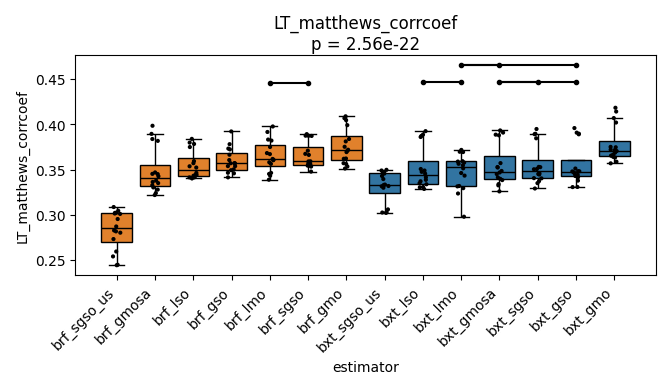 LT_matthews_corrcoef
p = 2.56e-22
LT_matthews_corrcoef
0.45
0.40
0.35
0.30
0.25
brf_sgso_us
brf_gmosa
brf_lso
brf_gso
brf_lmo
brf_sgso
brf_gmo
bxt_sgso_us
bxt_lso
bxt_lmo
bxt_gmosa
bxt_sgso
bxt_gso
bxt_gmo
estimator